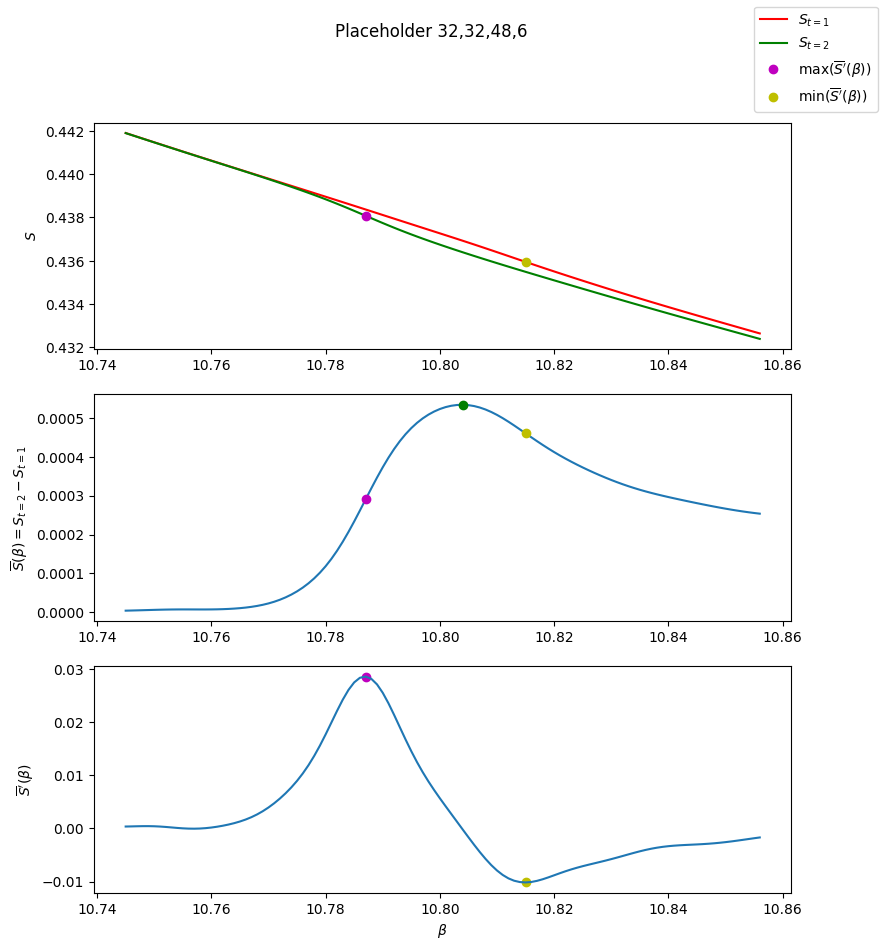 Placeholder 32,32,48,6
S_{t=1}
S_{t=2}
max(S̅′(β))
min(S̅′(β))
0.442
0.440
0.438
0.436
0.434
0.432
S
10.74 10.76 10.78 10.80 10.82 10.84 10.86
0.0005
0.0004
0.0003
0.0002
0.0001
0.0000
S̅(β) = S_{t=2} − S_{t=1}
10.74 10.76 10.78 10.80 10.82 10.84 10.86
0.03
0.02
0.01
0.00
−0.01
S̅′(β)
10.74 10.76 10.78 10.80 10.82 10.84 10.86
β